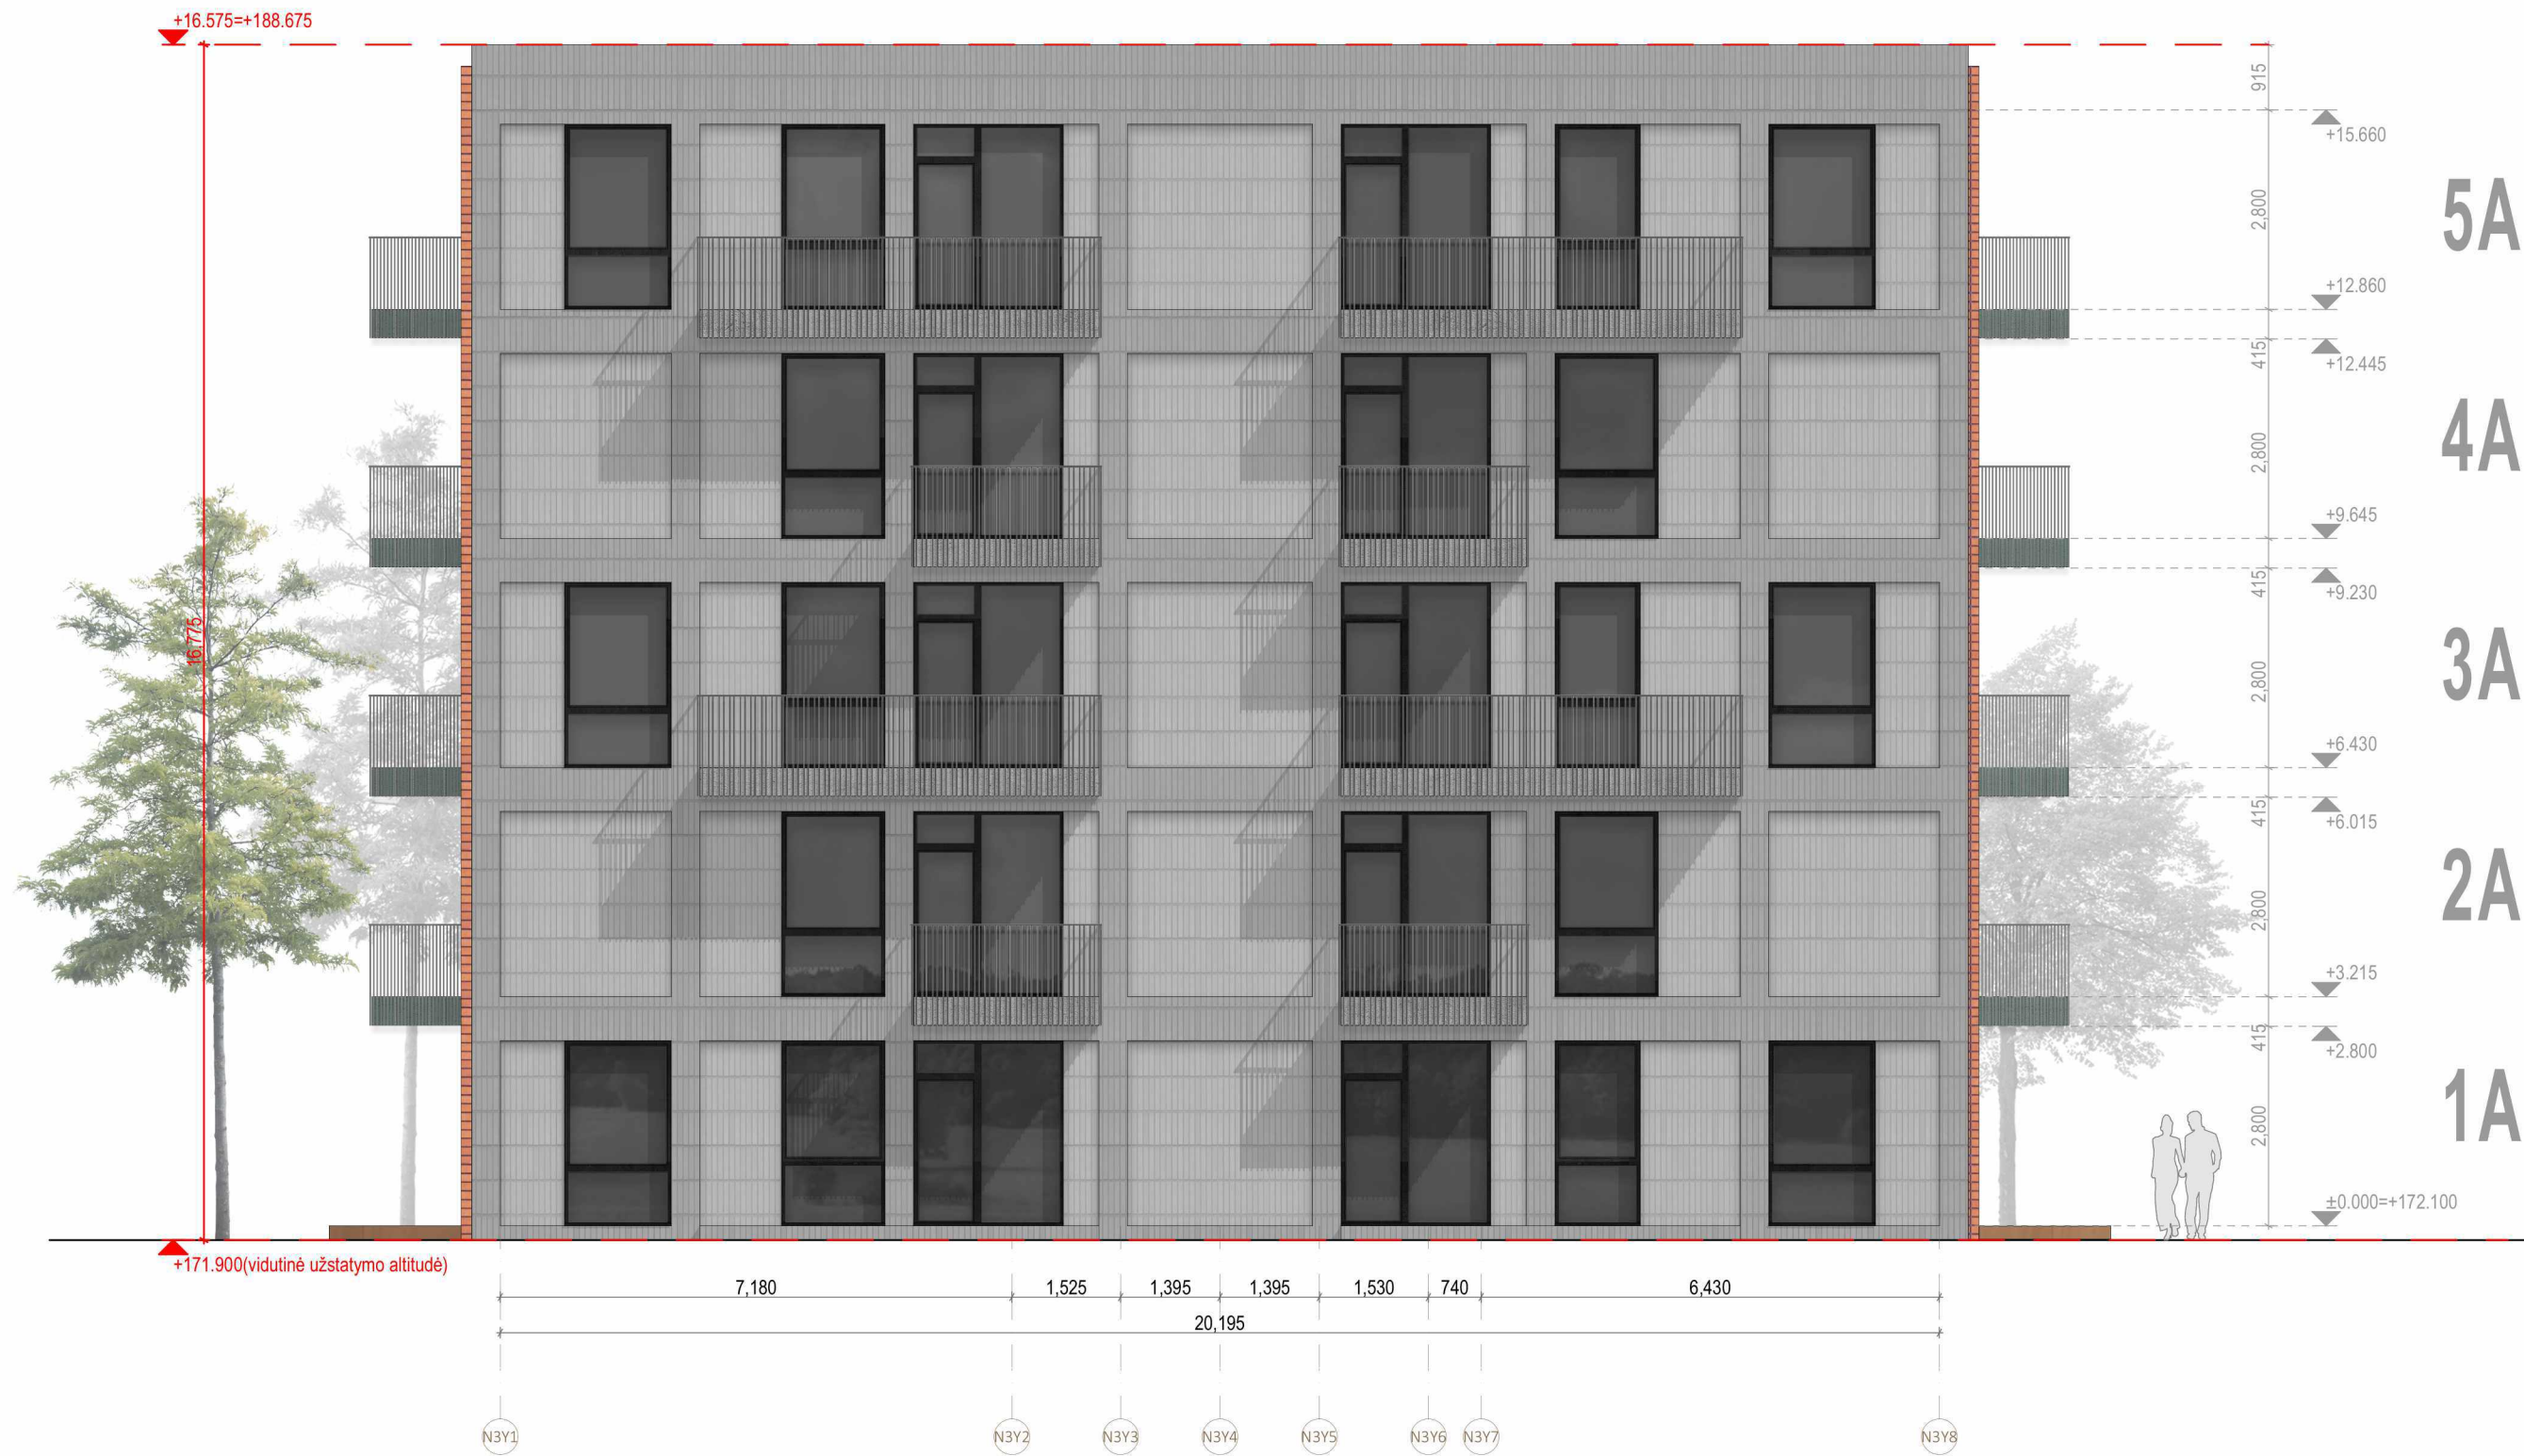 +16.575=+188.675
915
+15.660
2,800
5A
+12.860
415
+12.445
4A
2,800
+9.645
415
+9.230
16.775
3A
2,800
+6.430
415
+6.015
2A
2,800
+3.215
415
+2.800
1A
2,800
±0.000=+172.100
+171.900(vidutinė užstatymo altitudė)
7,180 1,525 1,395 1,395 1,530 740 6,430
20,195
N3Y1 N3Y2 N3Y3 N3Y4 N3Y5 N3Y6 N3Y7 N3Y8